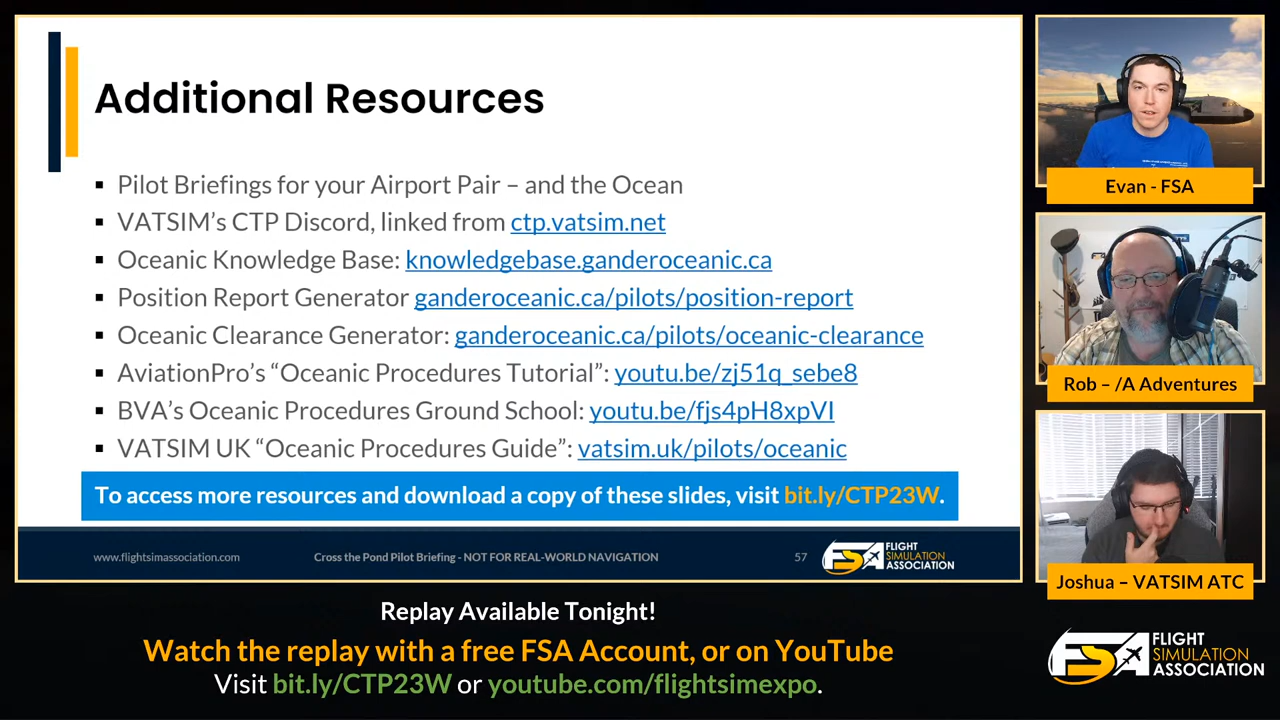 Additional Resources
Pilot Briefings for your Airport Pair – and the Ocean
VATSIM’s CTP Discord, linked from ctp.vatsim.net
Oceanic Knowledge Base: knowledgebase.ganderoceanic.ca
Position Report Generator ganderoceanic.ca/pilots/position-report
Oceanic Clearance Generator: ganderoceanic.ca/pilots/oceanic-clearance
AviationPro’s “Oceanic Procedures Tutorial”: youtu.be/zj51q_sebe8
BVA’s Oceanic Procedures Ground School: youtu.be/fjs4pH8xpVI
VATSIM UK “Oceanic Procedures Guide”: vatsim.uk/pilots/oceanic
To access more resources and download a copy of these slides, visit bit.ly/CTP23W.
www.flightsimassociation.com
Cross the Pond Pilot Briefing - NOT FOR REAL-WORLD NAVIGATION
57
FSA
FLIGHT
SIMULATION
ASSOCIATION
Evan - FSA
Rob – /A Adventures
Joshua – VATSIM ATC
Replay Available Tonight!
Watch the replay with a free FSA Account, or on YouTube
Visit bit.ly/CTP23W or youtube.com/flightsimexpo.
FSA
FLIGHT
SIMULATION
ASSOCIATION